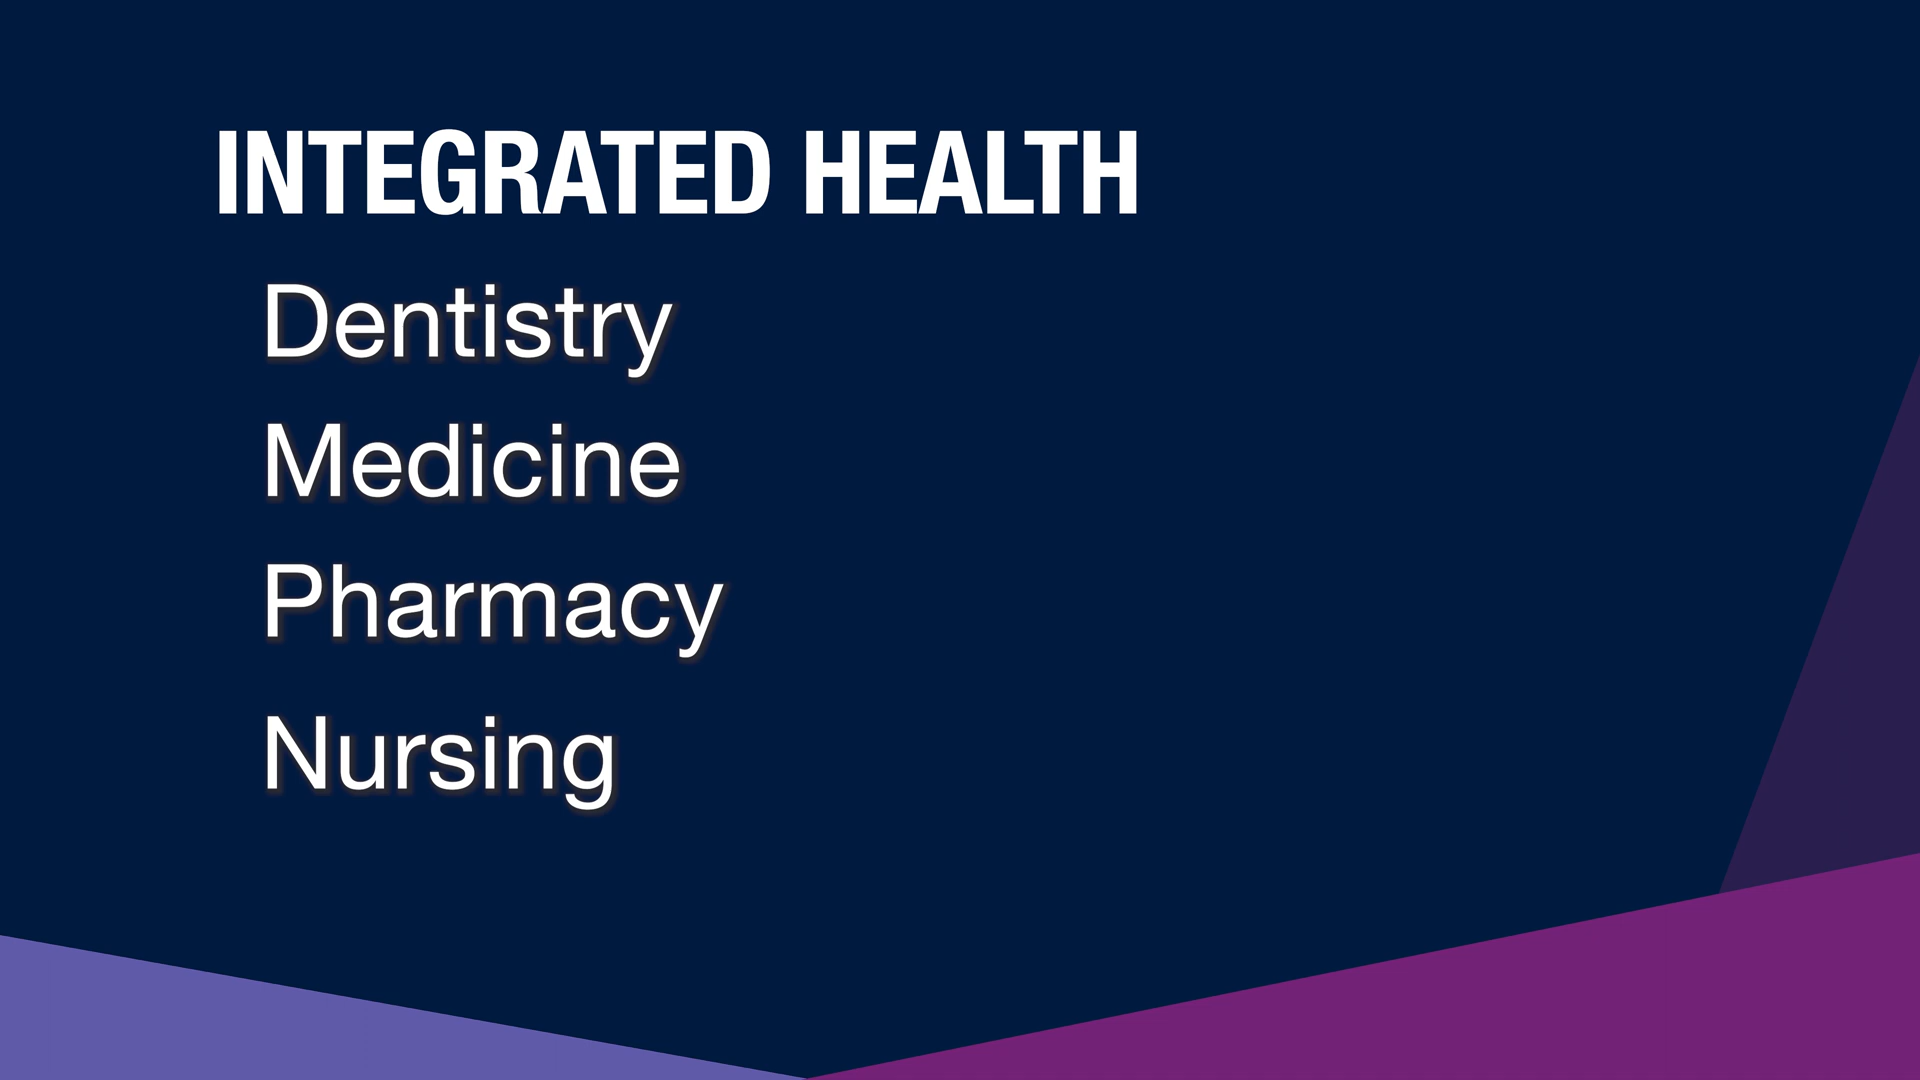 INTEGRATED HEALTH
Dentistry
Medicine
Pharmacy
Nursing